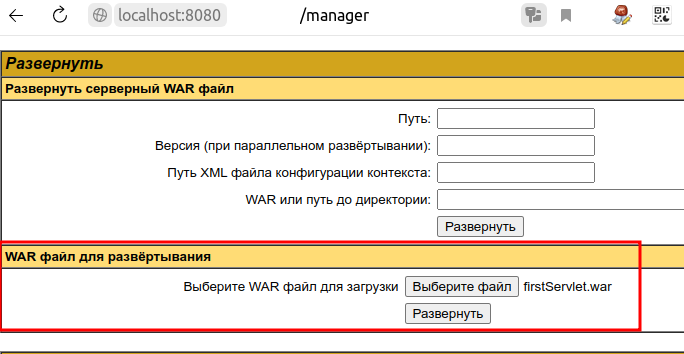 localhost:8080 /manager
Развернуть
Развернуть серверный WAR файл
Путь:
Версия (при параллельном развёртывании):
Путь XML файла конфигурации контекста:
WAR или путь до директории:
Развернуть
WAR файл для развёртывания
Выберите WAR файл для загрузки Выберите файл firstServlet.war
Развернуть